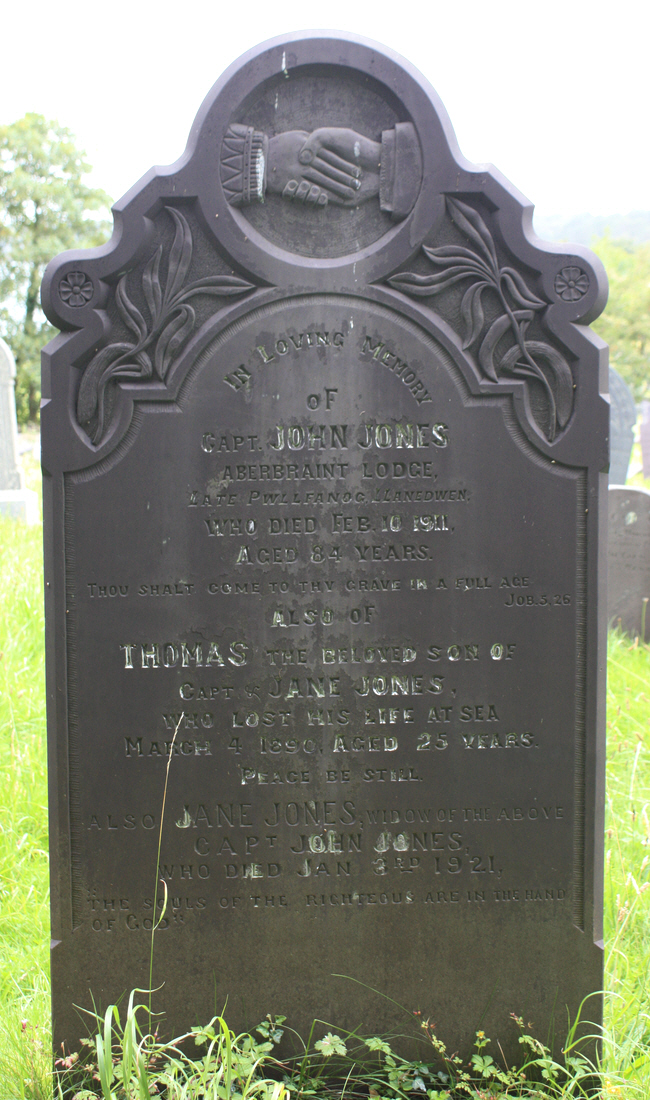 IN LOVING MEMORY
OF
CAPT. JOHN JONES
ABERBRAINT LODGE,
LATE PWLLFANOG LLANEDWEN,
WHO DIED FEB. 10 1911,
AGED 84 YEARS.
THOU SHALT COME TO THY GRAVE IN A FULL AGE
JOB. 5, 26
ALSO OF
THOMAS THE BELOVED SON OF
CAPT & JANE JONES,
WHO LOST HIS LIFE AT SEA
MARCH 4 1890, AGED 25 YEARS.
PEACE BE STILL.
ALSO JANE JONES, WIDOW OF THE ABOVE
CAPT JOHN JONES,
WHO DIED JAN 3RD 1921,
"THE SOULS OF THE RIGHTEOUS ARE IN THE HAND
OF GOD"